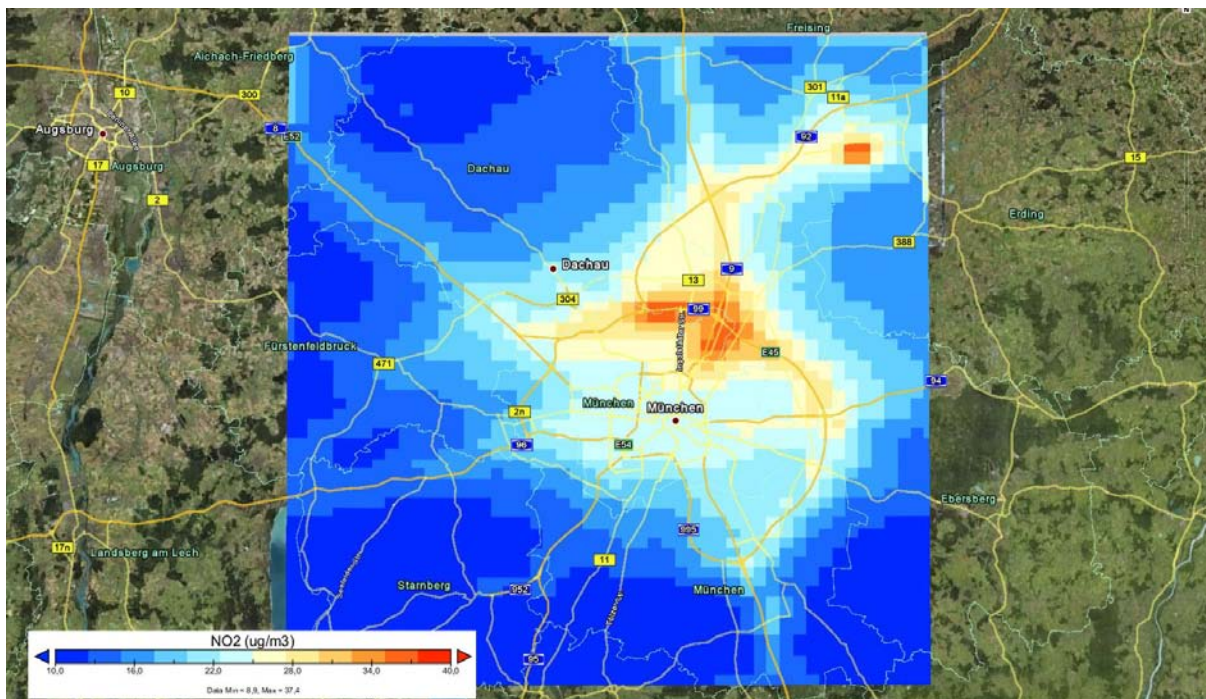 Freising
Aichach-Friedberg
10
300
301
11a
Augsburg
8
E52
92
17
Augsburg
15
Dachau
2
Erding
388
Dachau
9
13
304
99
Fürstenfeldbruck
E45
471
94
München
München
2n
96
E54
Ebersberg
17n
995
Landsberg am Lech
11
Starnberg
952
München
95
NO2 (ug/m3)
10,0 16,0 22,0 28,0 34,0 40,0
Data Min = 8,9, Max = 37,4